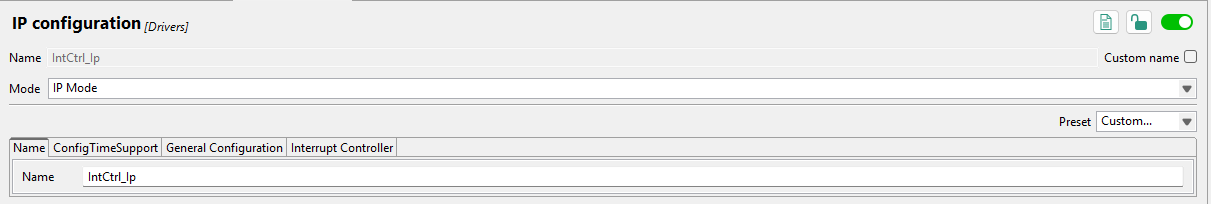 IP configuration [Drivers]
Name IntCtrl_Ip Custom name
Mode IP Mode
Preset Custom...
Name ConfigTimeSupport General Configuration Interrupt Controller
Name IntCtrl_Ip